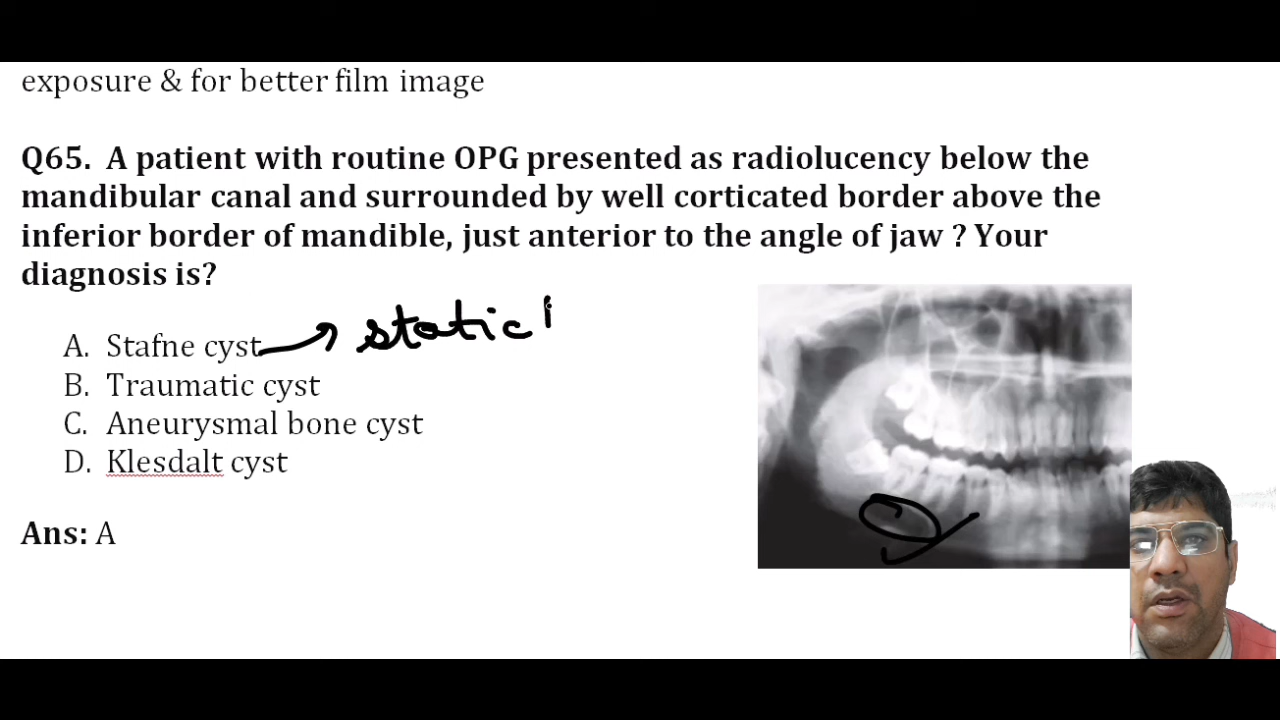 exposure & for better film image
Q65. A patient with routine OPG presented as radiolucency below the
mandibular canal and surrounded by well corticated border above the
inferior border of mandible, just anterior to the angle of jaw ? Your
diagnosis is?
A. Stafne cyst static
B. Traumatic cyst
C. Aneurysmal bone cyst
D. Klesdalt cyst
Ans: A